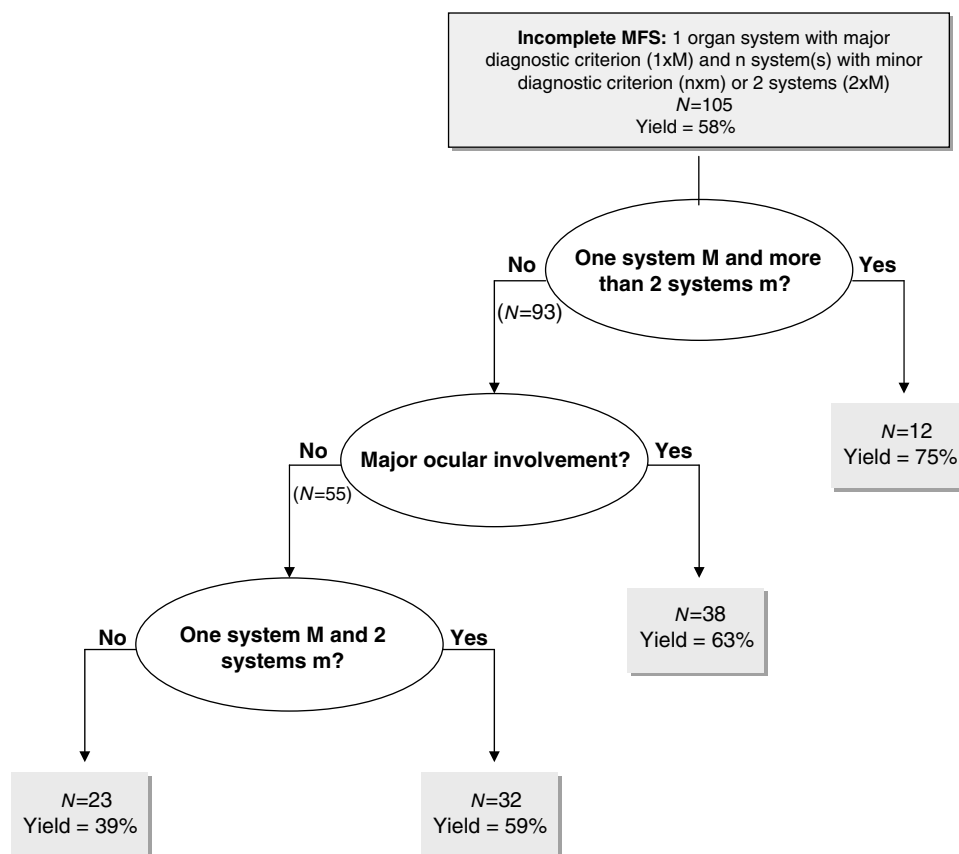 Incomplete MFS: 1 organ system with major
diagnostic criterion (1xM) and n system(s) with minor
diagnostic criterion (nxm) or 2 systems (2xM)
N=105
Yield = 58%
One system M and more
than 2 systems m?
No
Yes
(N=93)
N=12
Yield = 75%
Major ocular involvement?
No
Yes
(N=55)
N=38
Yield = 63%
One system M and 2
systems m?
No
Yes
N=23
Yield = 39%
N=32
Yield = 59%